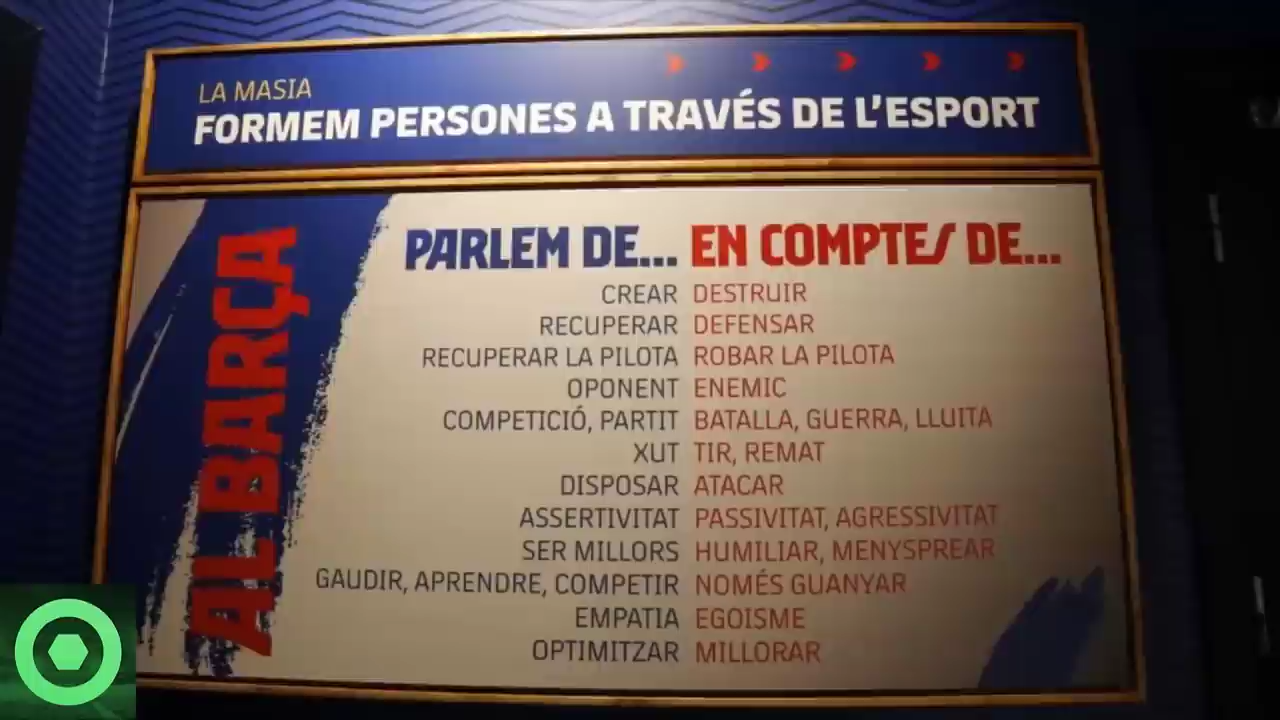 LA MASIA
FORMEM PERSONES A TRAVÉS DE L'ESPORT
AL BARÇA
PARLEM DE... EN COMPTES DE...
CREAR DESTRUIR
RECUPERAR DEFENSAR
RECUPERAR LA PILOTA ROBAR LA PILOTA
OPONENT ENEMIC
COMPETICIÓ, PARTIT BATALLA, GUERRA, LLUITA
XUT TIR, REMAT
DISPOSAR ATACAR
ASSERTIVITAT PASSIVITAT, AGRESSIVITAT
SER MILLORS HUMILIAR, MENYSPREAR
GAUDIR, APRENDRE, COMPETIR NOMÉS GUANYAR
EMPATIA EGOISME
OPTIMITZAR MILLORAR